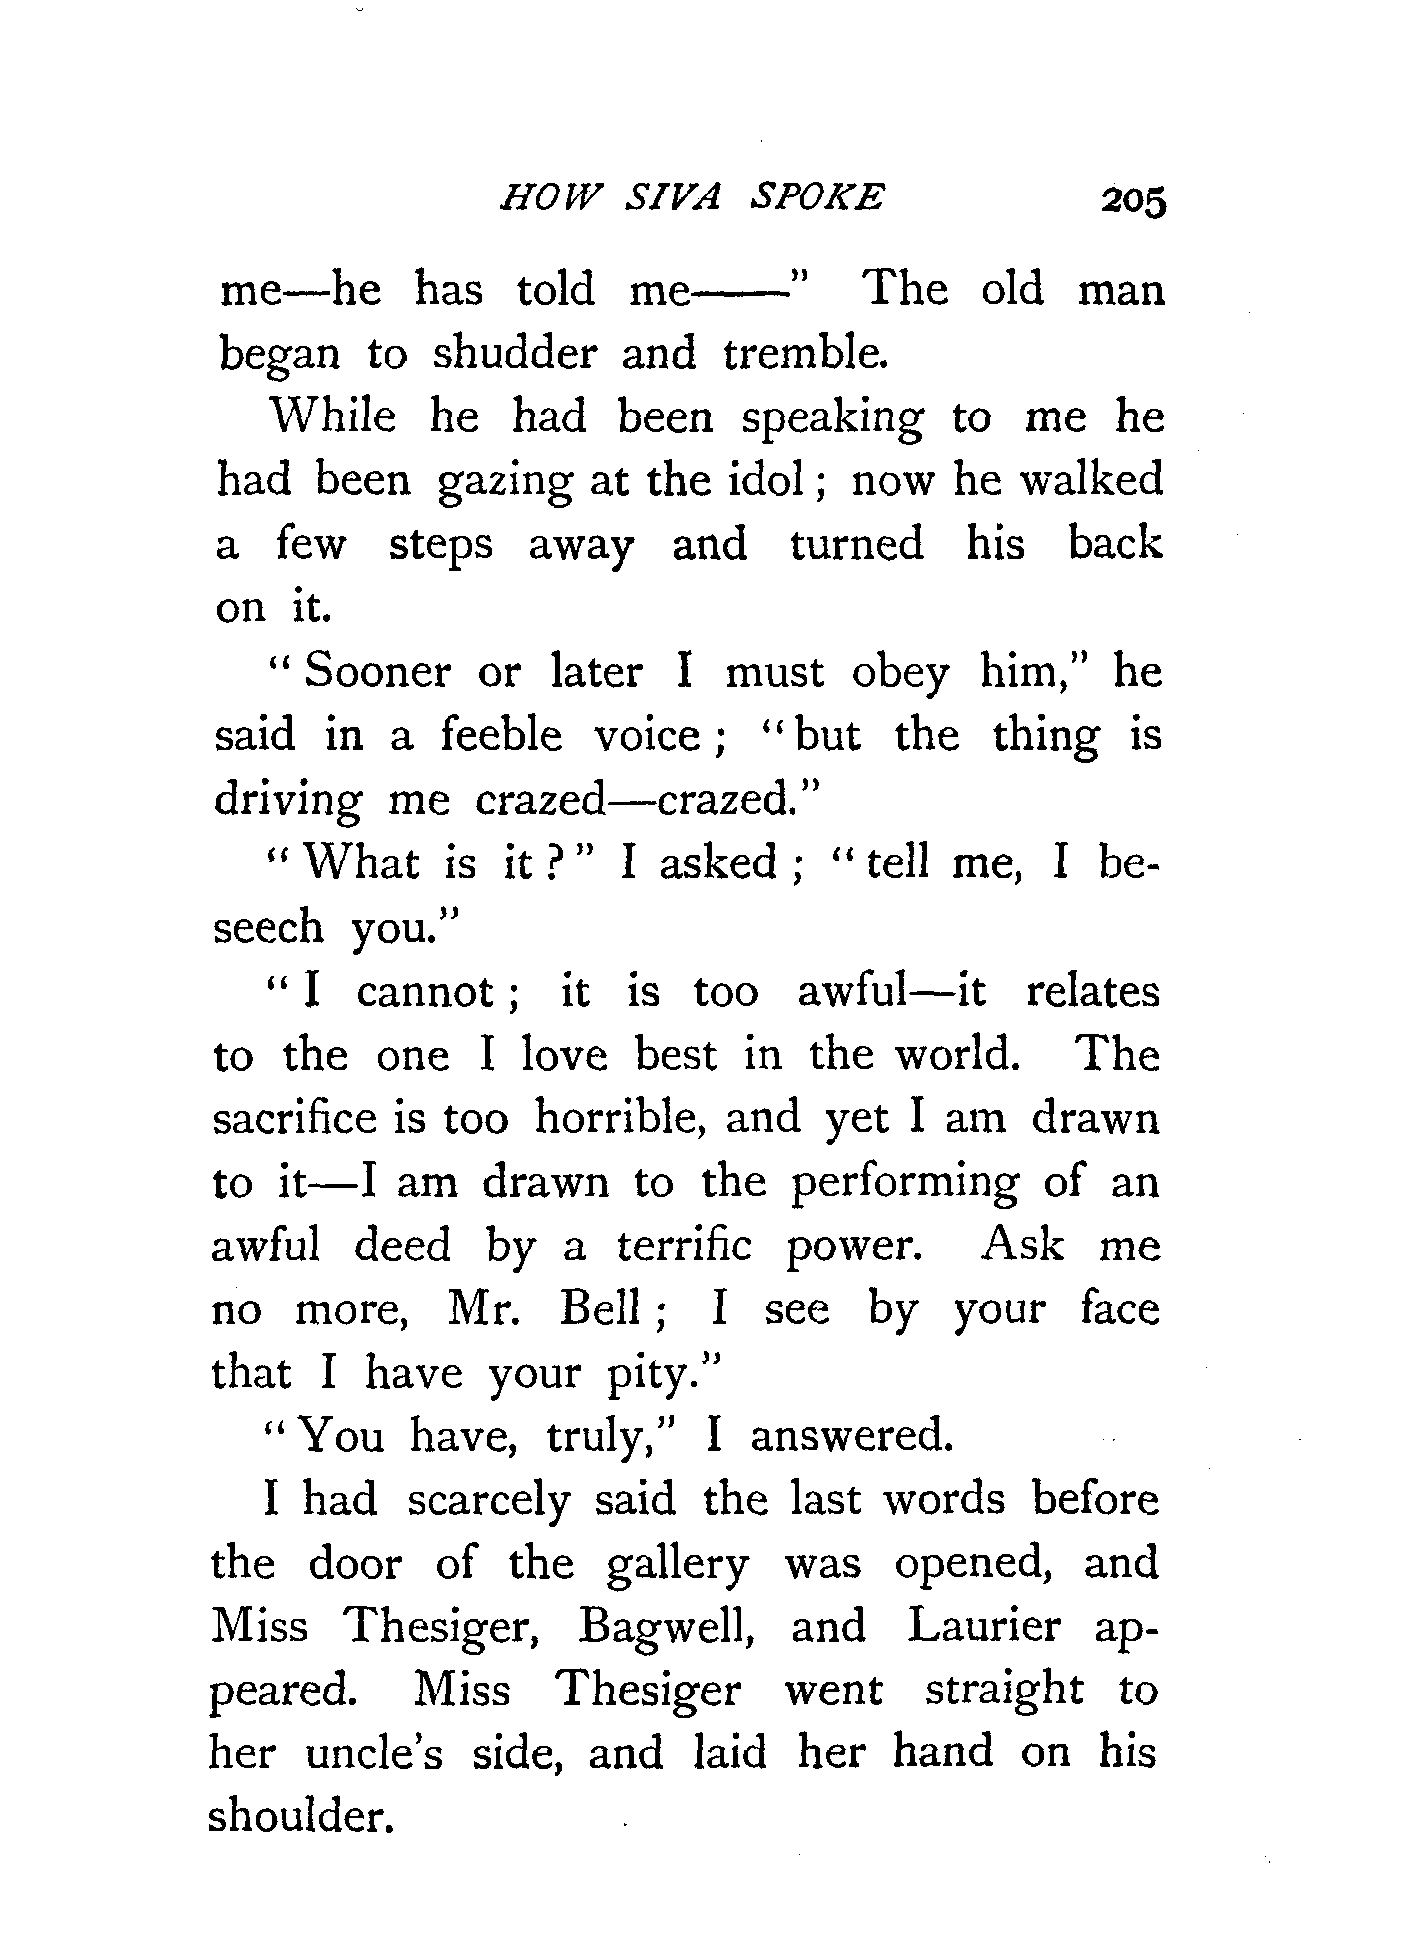 HOW SIVA SPOKE 205
me—he has told me——” The old man
began to shudder and tremble.
While he had been speaking to me he
had been gazing at the idol; now he walked
a few steps away and turned his back
on it.
“Sooner or later I must obey him,” he
said in a feeble voice; “but the thing is
driving me crazed—crazed.”
“What is it?” I asked; “tell me, I be-
seech you.”
“I cannot; it is too awful—it relates
to the one I love best in the world. The
sacrifice is too horrible, and yet I am drawn
to it—I am drawn to the performing of an
awful deed by a terrific power. Ask me
no more, Mr. Bell; I see by your face
that I have your pity.”
“You have, truly,” I answered.
I had scarcely said the last words before
the door of the gallery was opened, and
Miss Thesiger, Bagwell, and Laurier ap-
peared. Miss Thesiger went straight to
her uncle’s side, and laid her hand on his
shoulder.